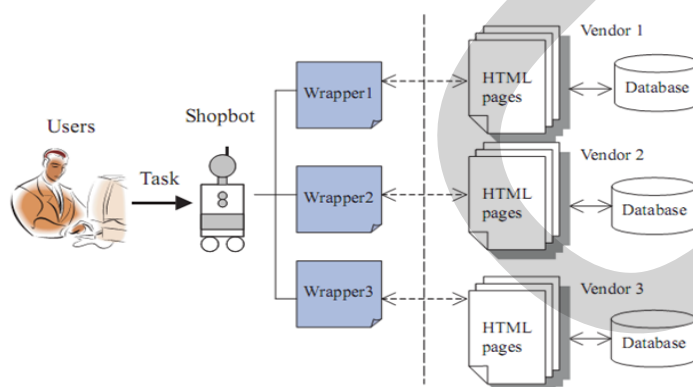 Users
Task
Shopbot
Wrapper1
Wrapper2
Wrapper3
Vendor 1
HTML
pages
Database
Vendor 2
HTML
pages
Database
Vendor 3
HTML
pages
Database